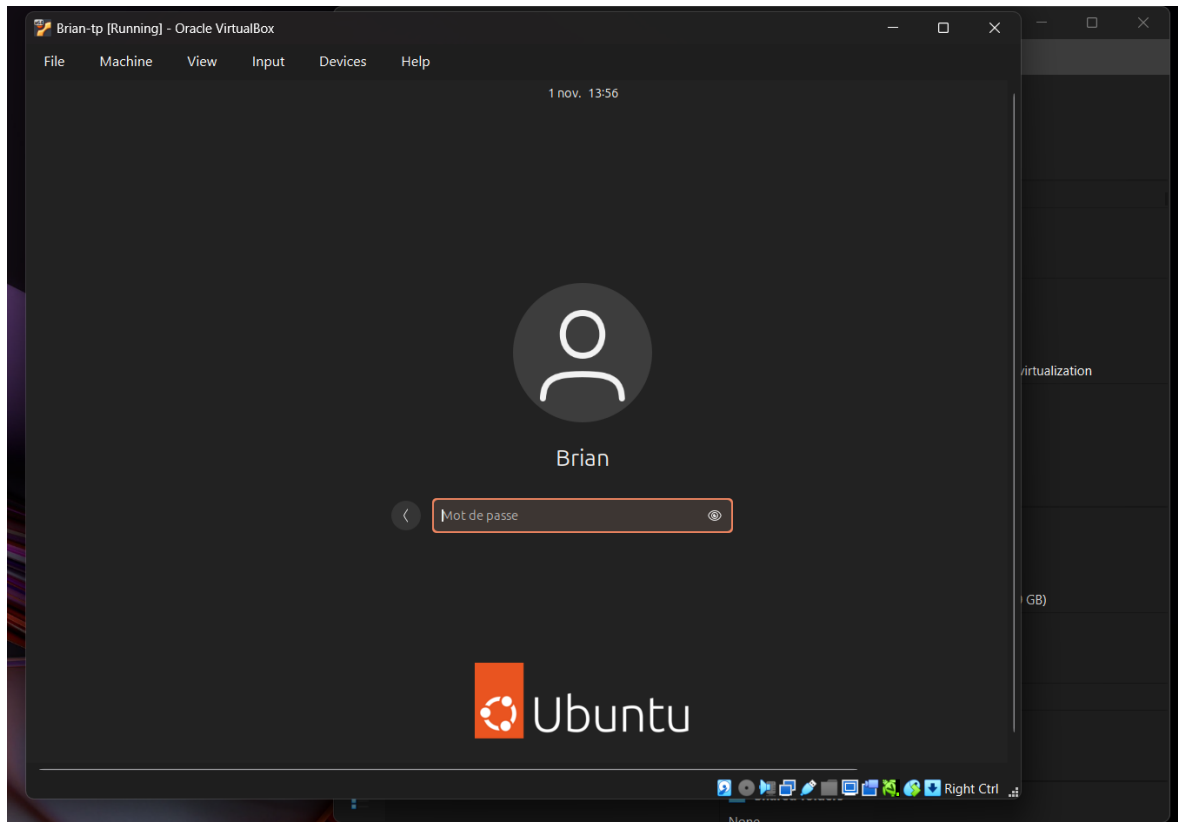 Brian-tp [Running] - Oracle VirtualBox
File Machine View Input Devices Help
1 nov. 13:56
virtualization
Brian
Mot de passe
GB)
Ubuntu
Right Ctrl
None